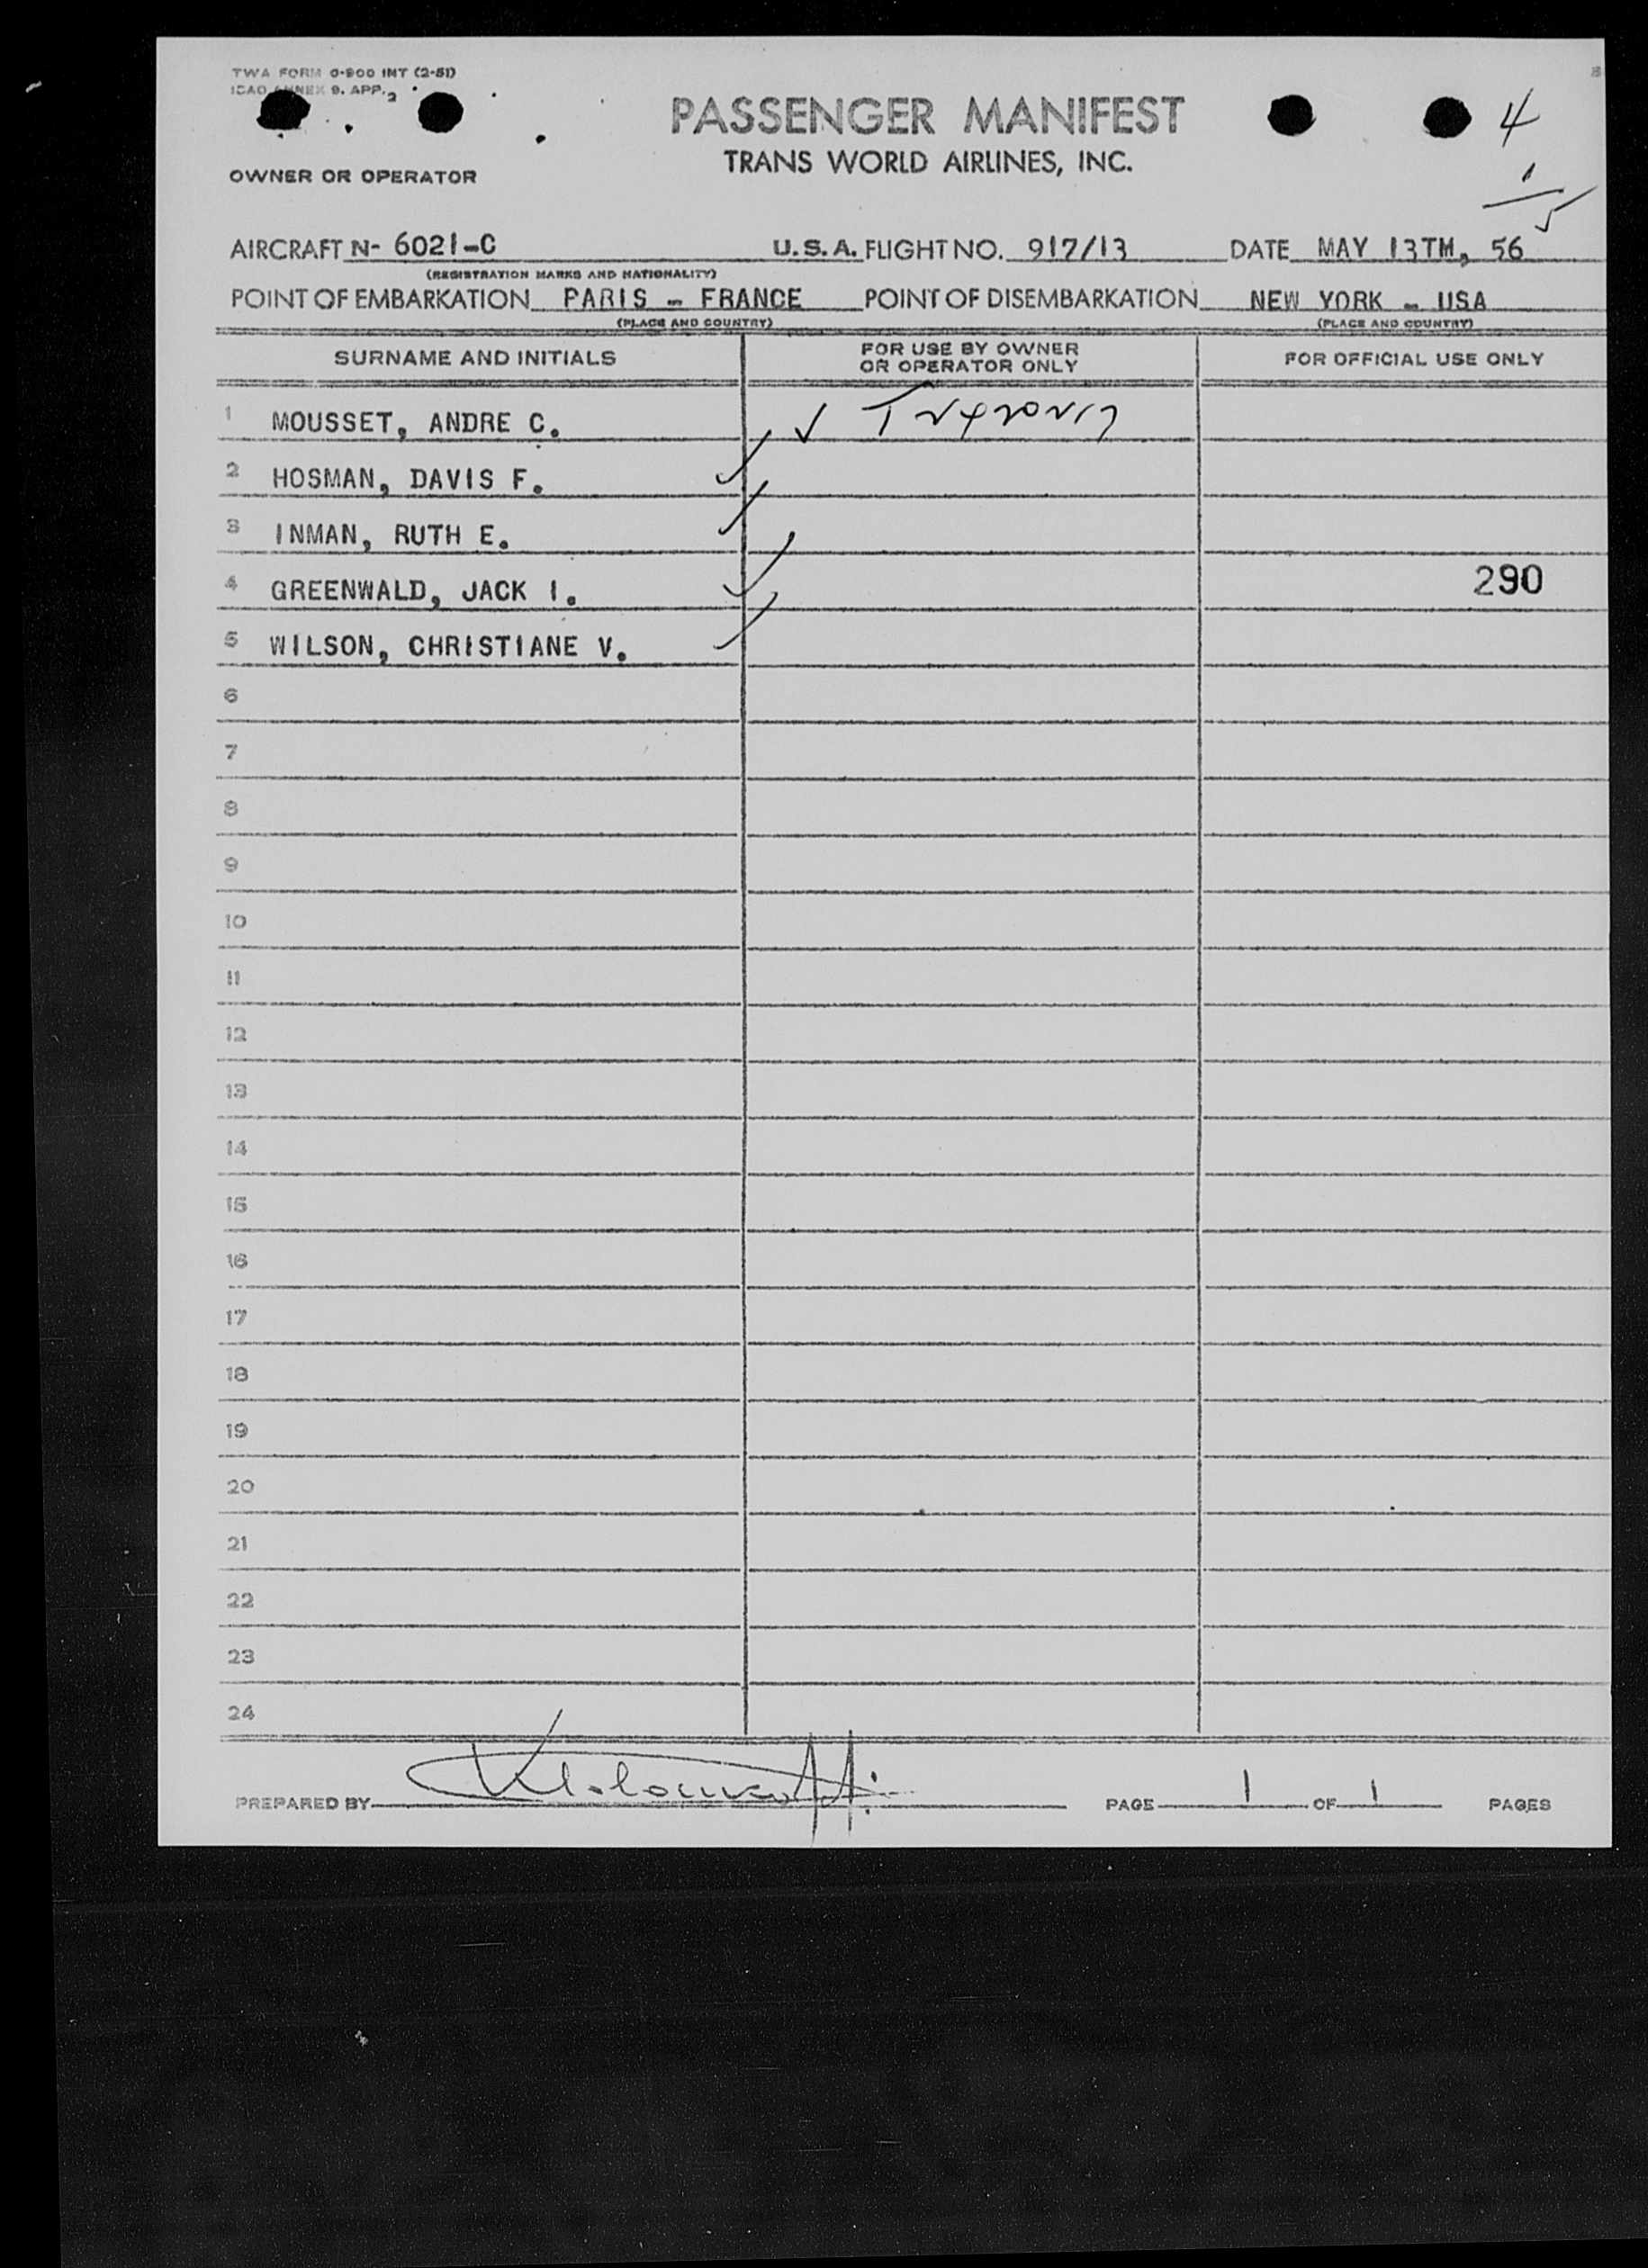 TWA FORM 0-900 INT (2-51)
ICAO ANNEX 9. APP. 2
PASSENGER MANIFEST
4
TRANS WORLD AIRLINES, INC.
OWNER OR OPERATOR
1
5
AIRCRAFT N- 6021-C U.S.A. FLIGHT NO. 917/13 DATE MAY 13TM, 56
(REGISTRATION MARKS AND NATIONALITY)
POINT OF EMBARKATION PARIS - FRANCE POINT OF DISEMBARKATION NEW YORK - USA
(PLACE AND COUNTRY) (PLACE AND COUNTRY)
SURNAME AND INITIALS FOR USE BY OWNER OR OPERATOR ONLY FOR OFFICIAL USE ONLY
1 MOUSSET, ANDRE C.
2 HOSMAN, DAVIS F.
3 INMAN, RUTH E.
4 GREENWALD, JACK I. 290
5 WILSON, CHRISTIANE V.
6
7
8
9
10
11
12
13
14
15
16
17
18
19
20
21
22
23
24
PREPARED BY PAGE 1 OF 1 PAGES